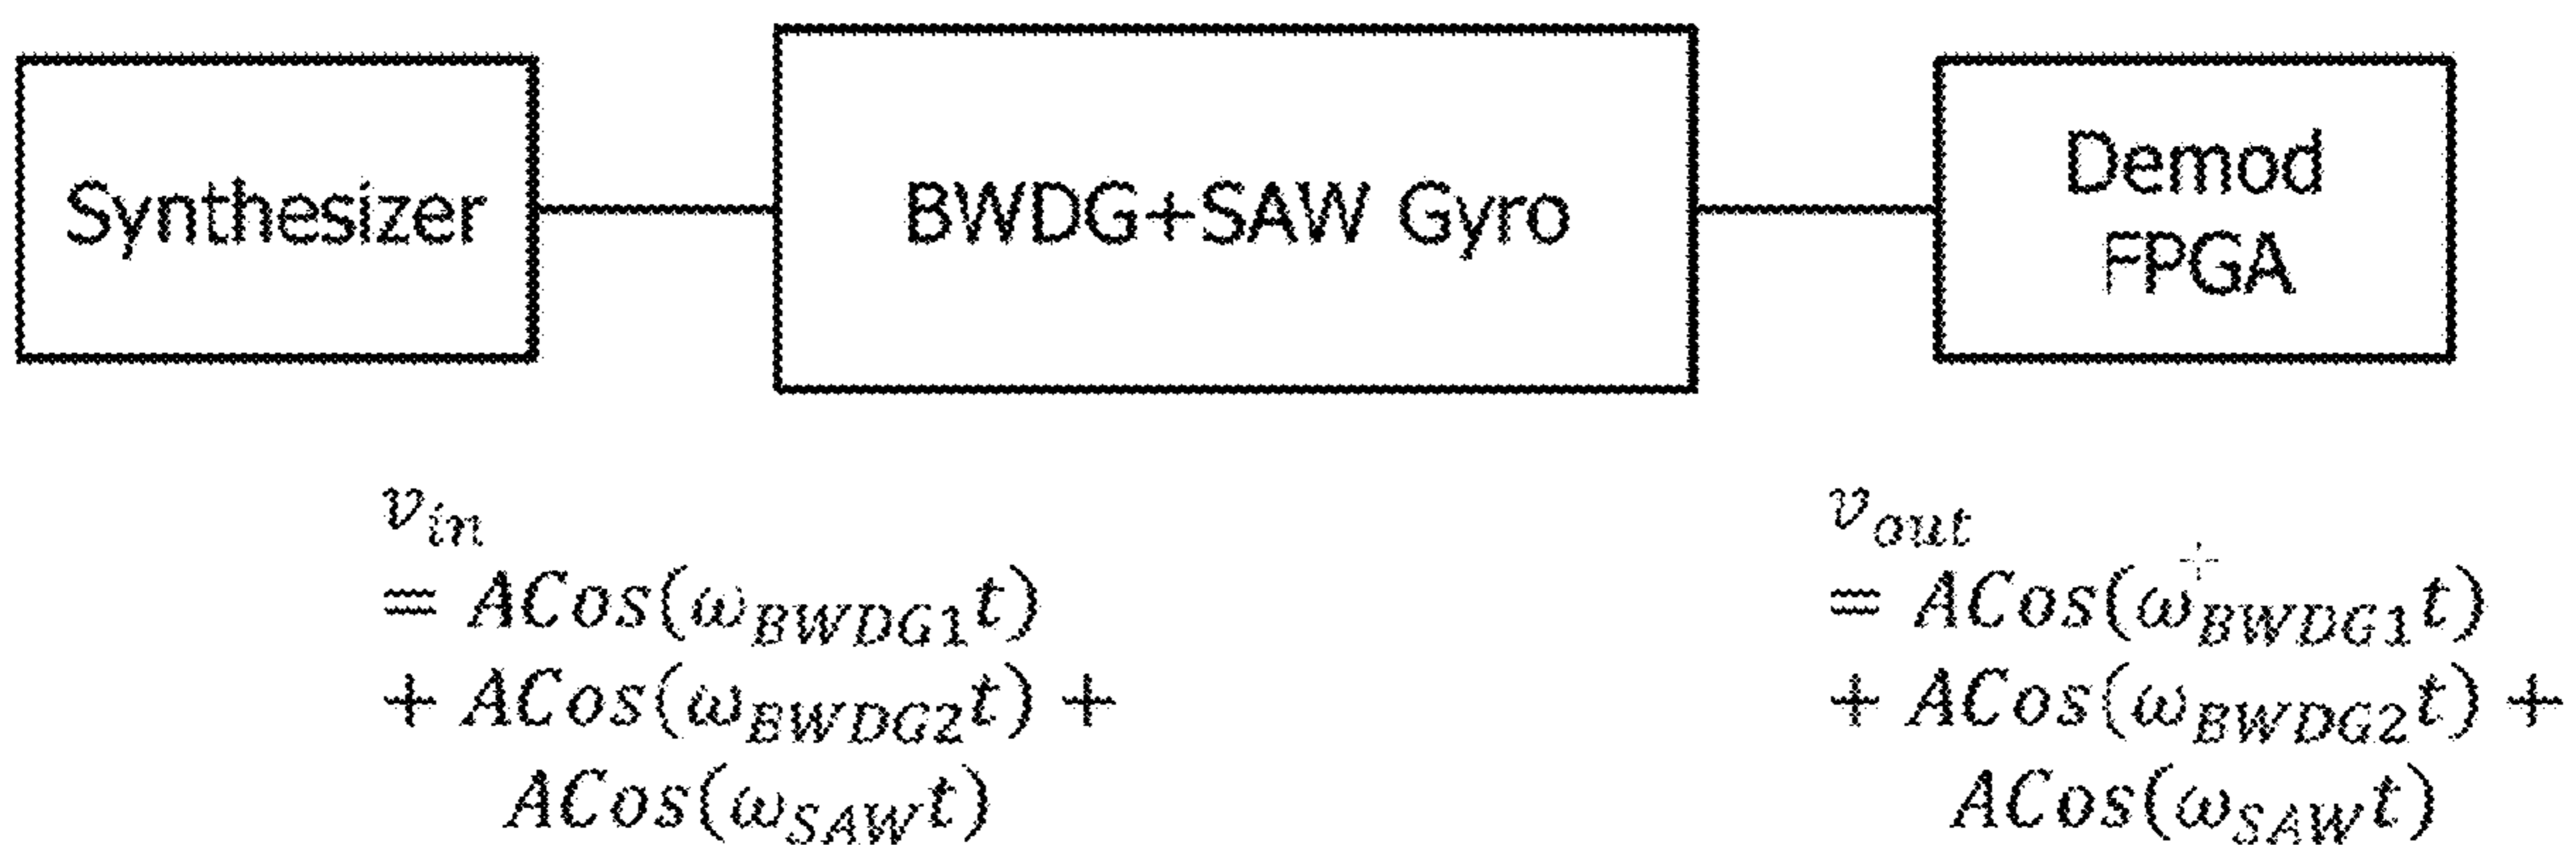 Synthesizer
BWDG+SAW Gyro
Demod
FPGA
v_in
= ACos(ω_BWDG1 t)
+ ACos(ω_BWDG2 t) +
ACos(ω_SAW t)
v_out
= ACos(ω_BWDG1 t)
+ ACos(ω_BWDG2 t) +
ACos(ω_SAW t)